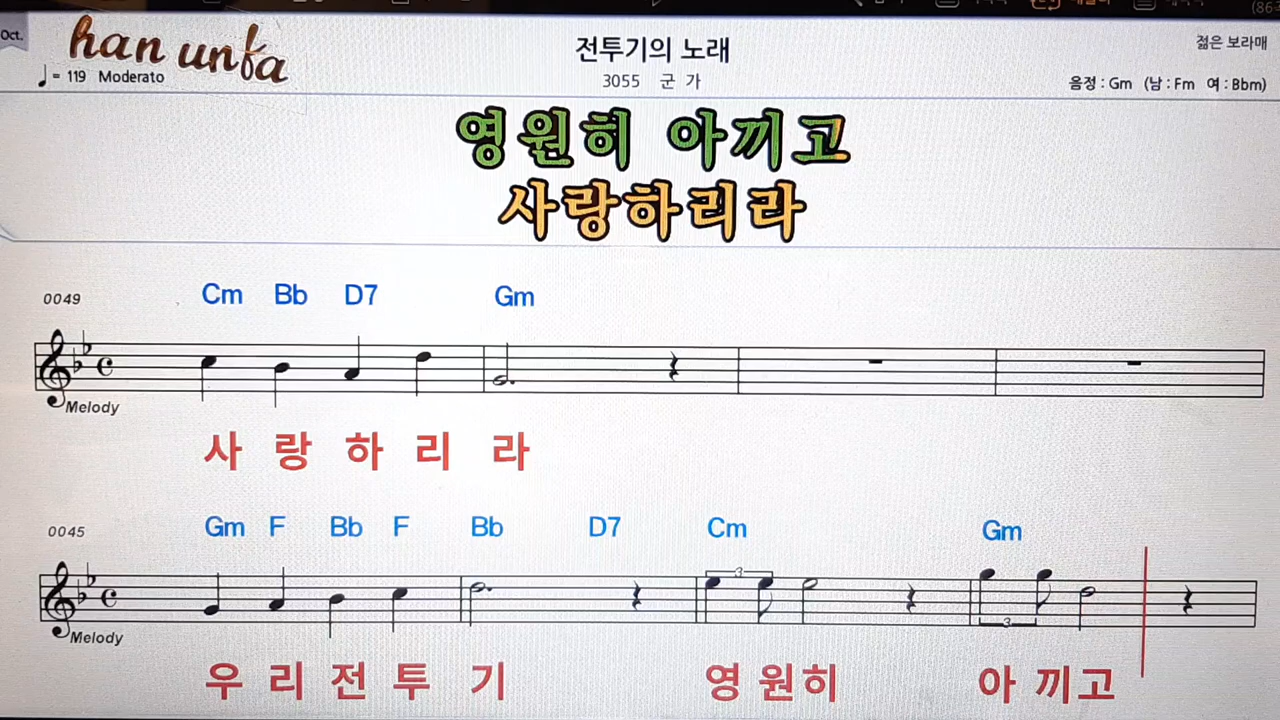 Oct.
han unfa
♩= 119 Moderato
전투기의 노래
3055 군 가
젊은 보라매
음정 : Gm (남 : Fm 여 : Bbm)
영원히 아끼고
사랑하리라
0049
Cm Bb D7 Gm
Melody
사 랑 하 리 라
0045
Gm F Bb F Bb D7 Cm Gm
3 3
Melody
우 리 전 투 기 영 원 히 아 끼 고